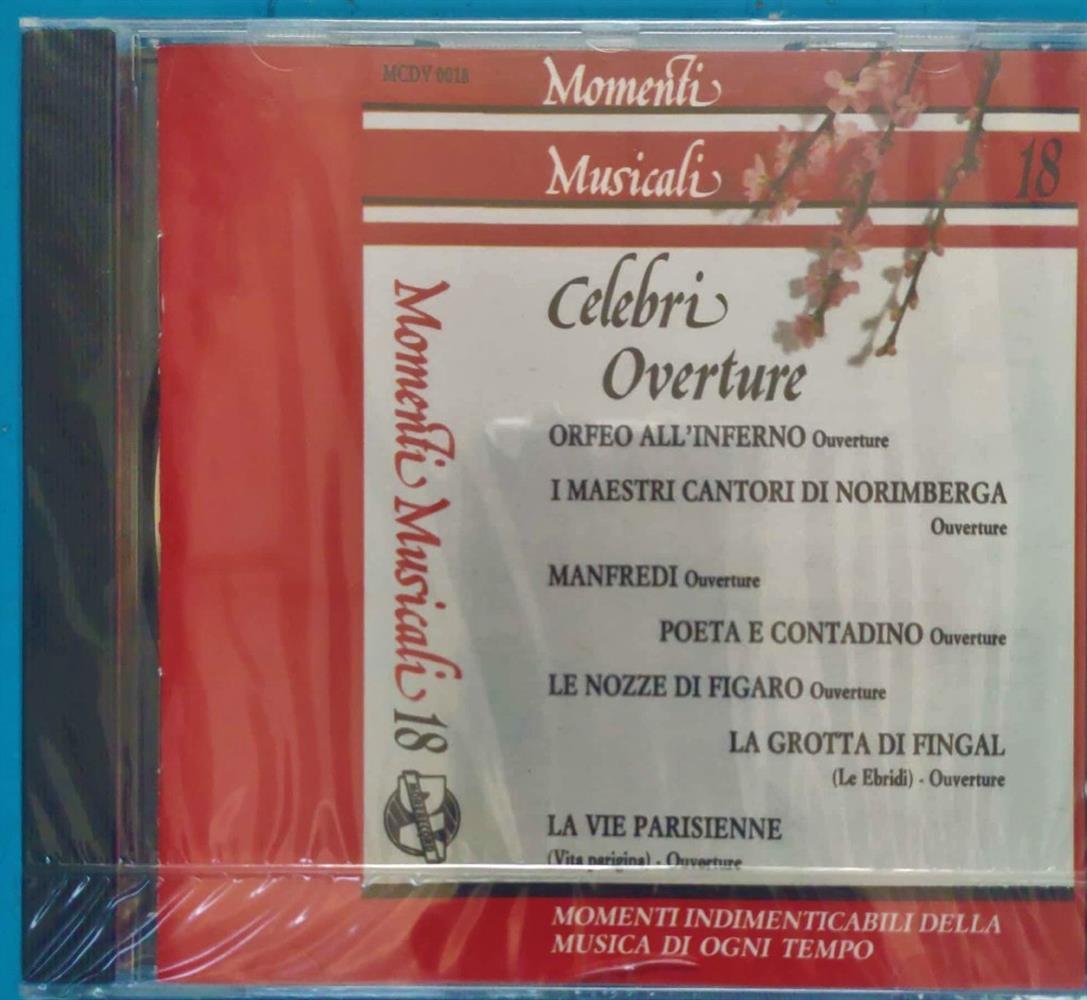 MCDV 0018
Momenti
Musicali
18
Celebri
Overture
ORFEO ALL'INFERNO Ouverture
I MAESTRI CANTORI DI NORIMBERGA
Ouverture
MANFREDI Ouverture
POETA E CONTADINO Ouverture
LE NOZZE DI FIGARO Ouverture
LA GROTTA DI FINGAL
(Le Ebridi) - Ouverture
LA VIE PARISIENNE
(Vita parigina) - Ouverture
Momenti Musicali 18
MOMENTI INDIMENTICABILI DELLA
MUSICA DI OGNI TEMPO